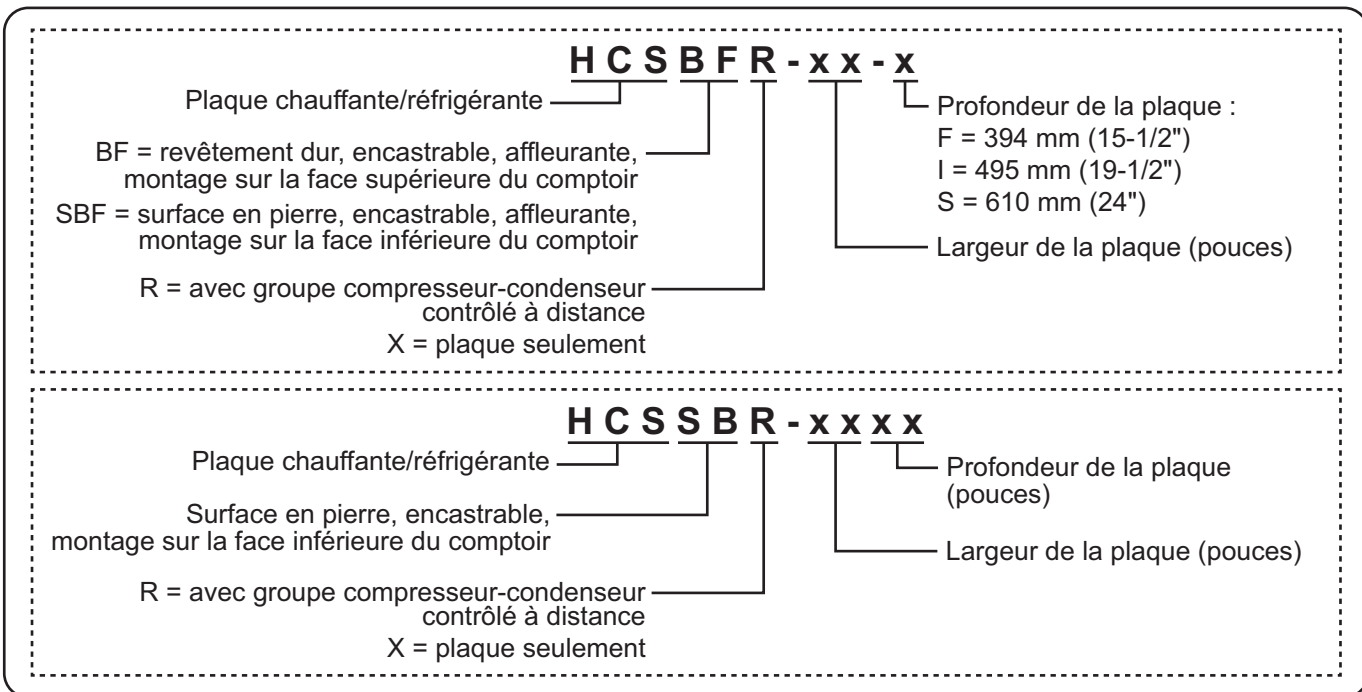 H C S B F R - x x - x
Plaque chauffante/réfrigérante
BF = revêtement dur, encastrable, affleurante,
montage sur la face supérieure du comptoir
SBF = surface en pierre, encastrable, affleurante,
montage sur la face inférieure du comptoir
R = avec groupe compresseur-condenseur
contrôlé à distance
X = plaque seulement
Profondeur de la plaque :
F = 394 mm (15-1/2")
I = 495 mm (19-1/2")
S = 610 mm (24")
Largeur de la plaque (pouces)
H C S S B R - x x x x
Plaque chauffante/réfrigérante
Surface en pierre, encastrable,
montage sur la face inférieure du comptoir
R = avec groupe compresseur-condenseur
contrôlé à distance
X = plaque seulement
Profondeur de la plaque
(pouces)
Largeur de la plaque (pouces)